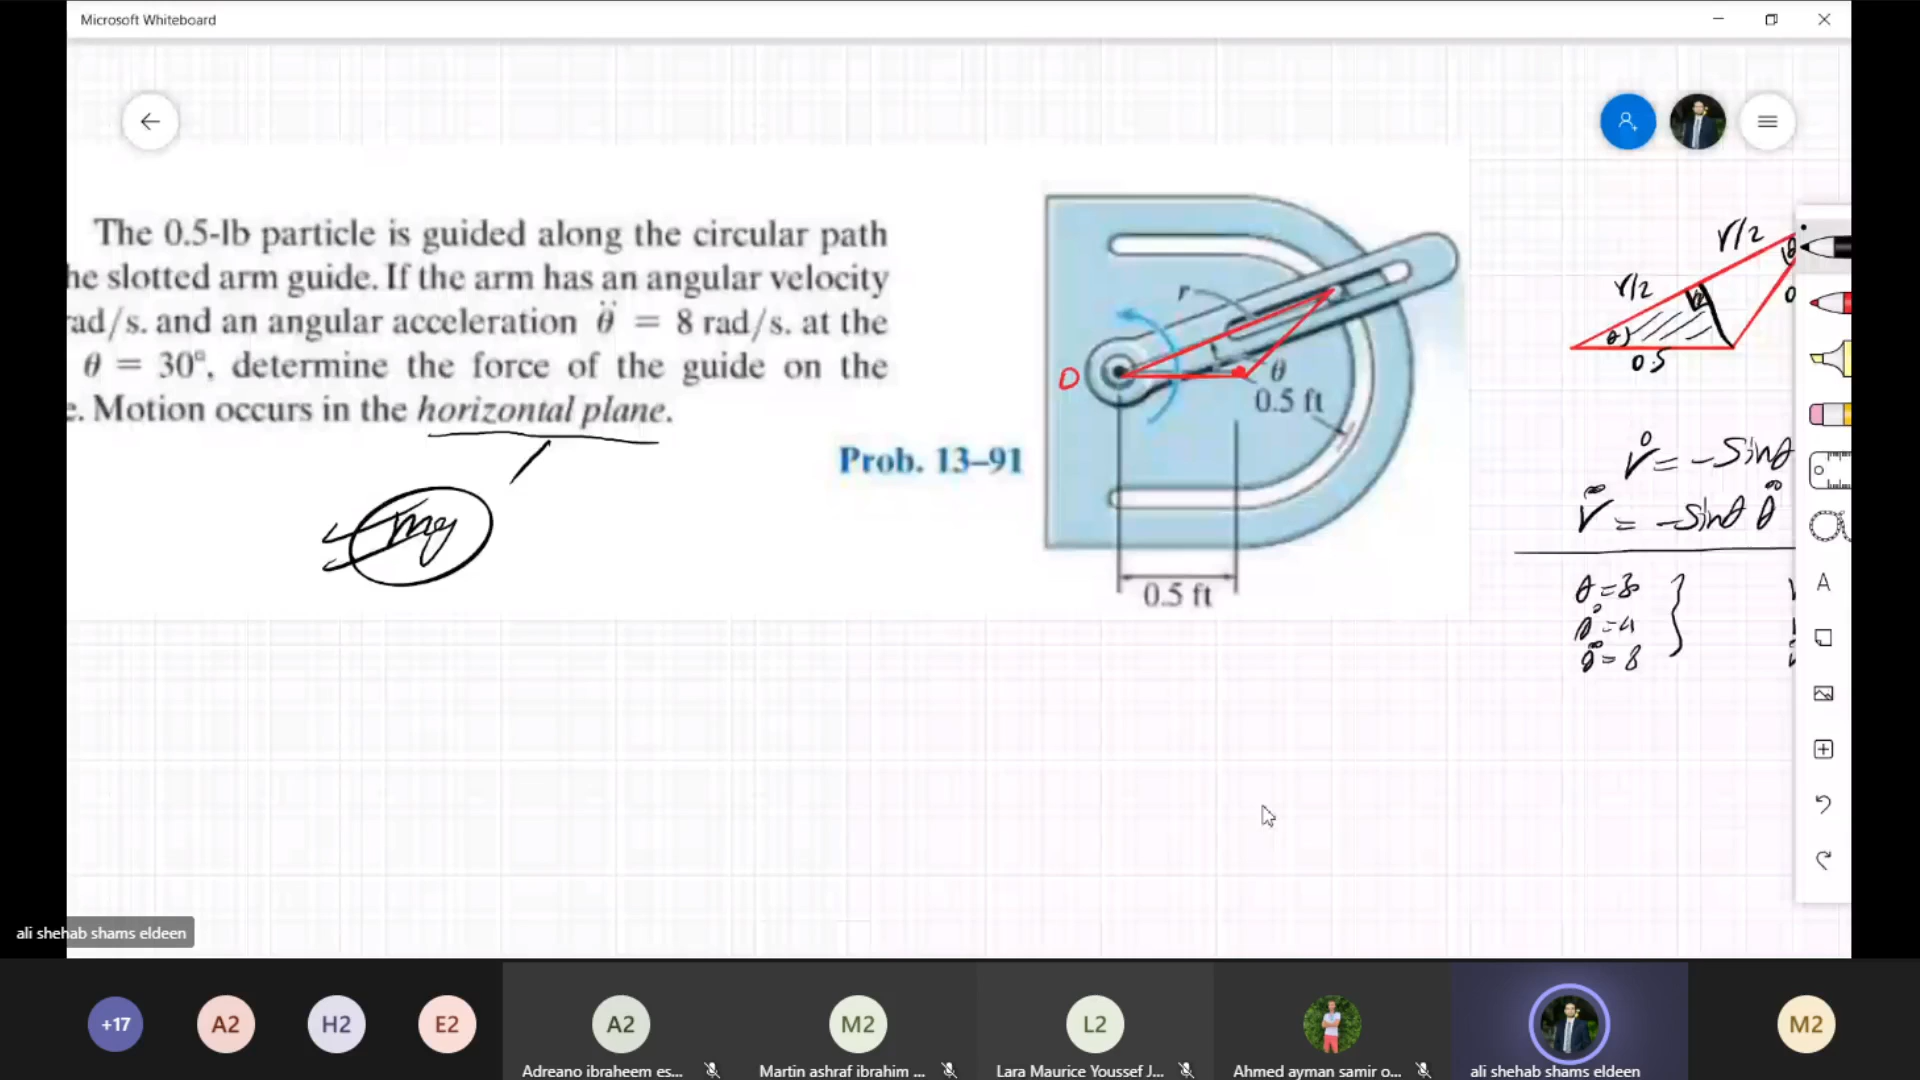 Microsoft Whiteboard
The 0.5-lb particle is guided along the circular path
he slotted arm guide. If the arm has an angular velocity
rad/s. and an angular acceleration θ̈ = 8 rad/s. at the
θ = 30°, determine the force of the guide on the
e. Motion occurs in the horizontal plane.
mg
Prob. 13–91
r
O
θ
0.5 ft
0.5 ft
r/2
r/2
θ
θ
0.5
ṙ = -Sinθ
r̈ = -Sinθ θ̈
θ = 30
θ̇ = 4
θ̈ = 8
A
ali shehab shams eldeen
+17
A2
H2
E2
A2
M2
L2
M2
Adreano ibraheem es...
Martin ashraf ibrahim ...
Lara Maurice Youssef J...
Ahmed ayman samir o...
ali shehab shams eldeen